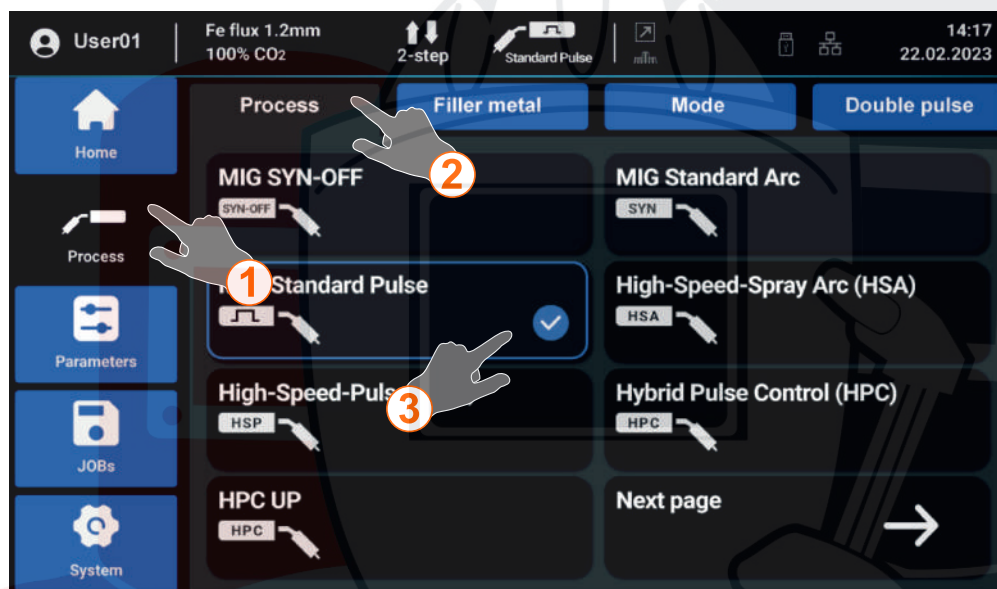 User01
Fe flux 1.2mm
100% CO2
2-step
Standard Pulse
14:17
22.02.2023
Home
Process
Filler metal
Mode
Double pulse
Process
Parameters
JOBs
System
MIG SYN-OFF
SYN-OFF
MIG Standard Arc
SYN
Standard Pulse
High-Speed-Spray Arc (HSA)
HSA
HSP
Hybrid Pulse Control (HPC)
HPC
HPC UP
HPC
Next page
1
2
3